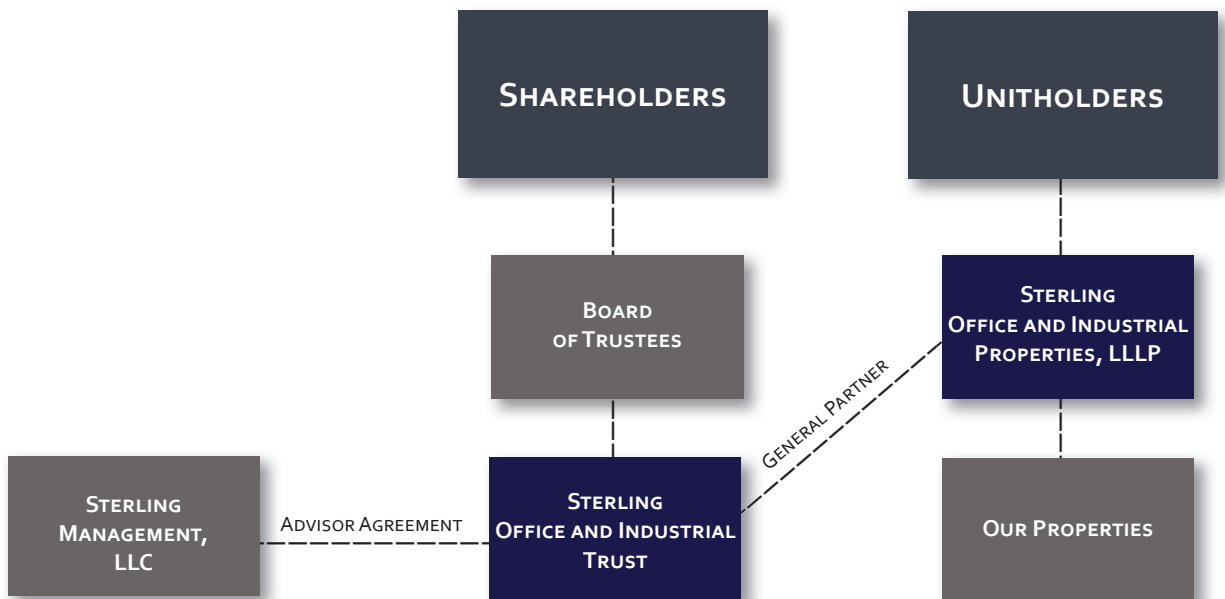 Shareholders
Unitholders
Board
of Trustees
Sterling
Office and Industrial
Properties, LLLP
General Partner
Sterling
Management,
LLC
Advisor Agreement
Sterling
Office and Industrial
Trust
Our Properties